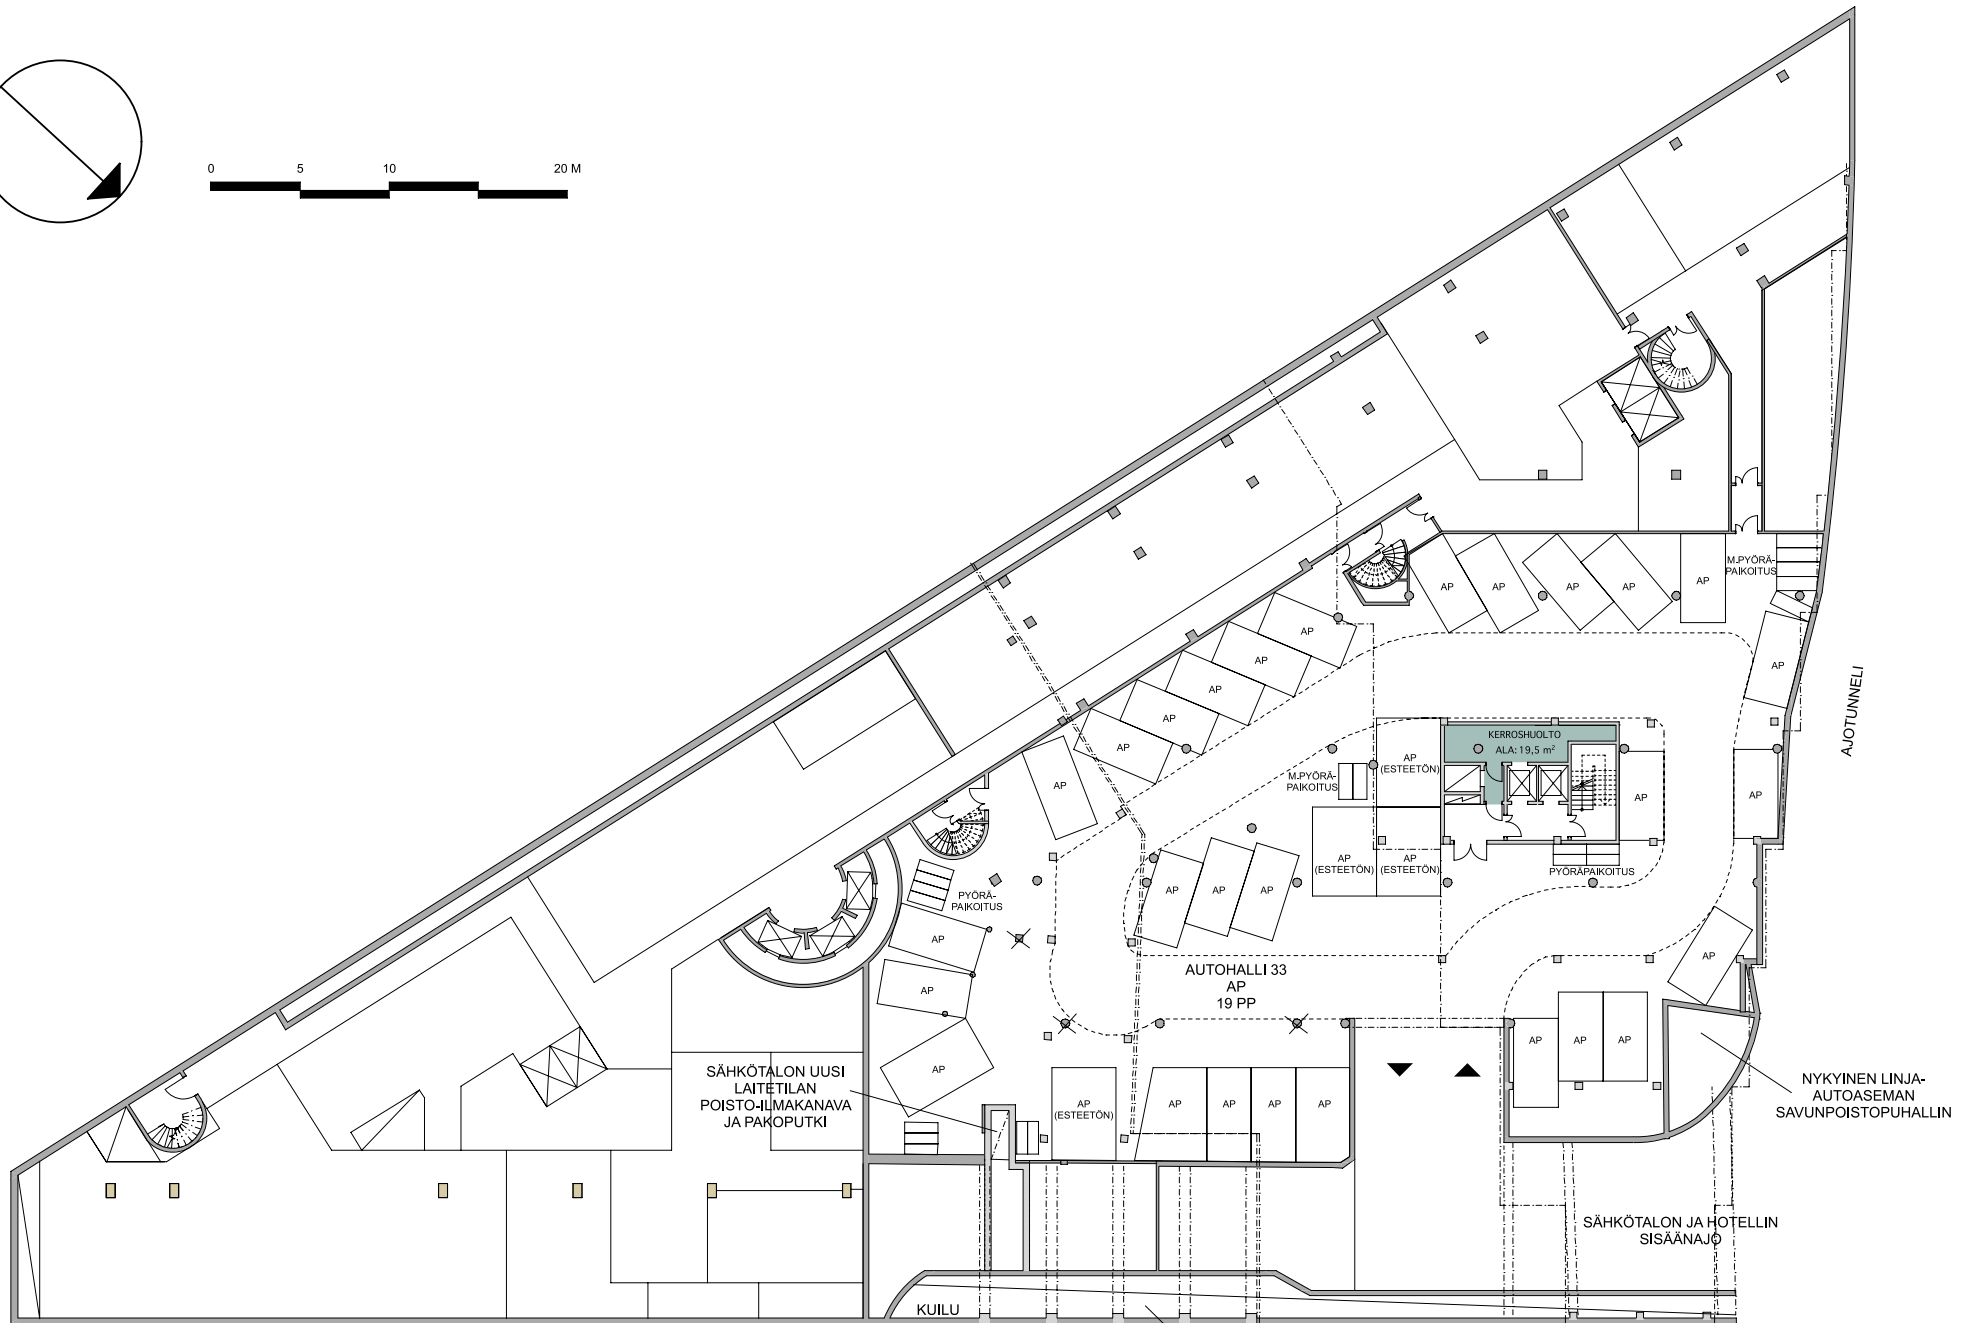 0 5 10 20 M
AP
AP
AP
AP
AP
M.PYÖRÄ-
PAIKOITUS
AP
AP
AP
AP
AP
AP
AP
AJOTUNNELI
KERROSHUOLTO
ALA: 19,5 m²
AP
(ESTEETÖN)
M.PYÖRÄ-
PAIKOITUS
AP
AP
AP
(ESTEETÖN)
AP
(ESTEETÖN)
PYÖRÄPAIKOITUS
PYÖRÄ-
PAIKOITUS
AP
AP
AP
AP
AP
AP
AP
AUTOHALLI 33
AP
19 PP
AP
AP
AP
AP
SÄHKÖTALON UUSI
LAITETILAN
POISTO-ILMAKANAVA
JA PAKOPUTKI
AP
(ESTEETÖN)
AP
AP
AP
AP
NYKYINEN LINJA-
AUTOASEMAN
SAVUNPOISTOPUHALLIN
SÄHKÖTALON JA HOTELLIN
SISÄÄNAJO
KUILU